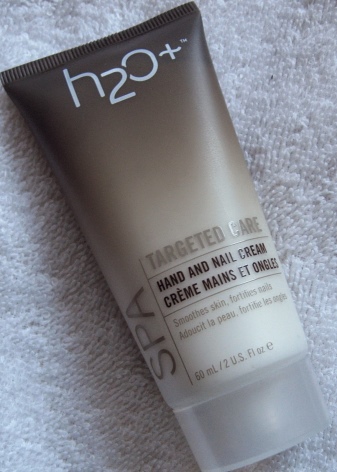 h2O+™
SPA
TARGETED CARE
HAND AND NAIL CREAM
CRÈME MAINS ET ONGLES
Smoothes skin, fortifies nails
Adoucit la peau, fortifie les ongles
60 mL / 2 U.S. Fl oz ℮